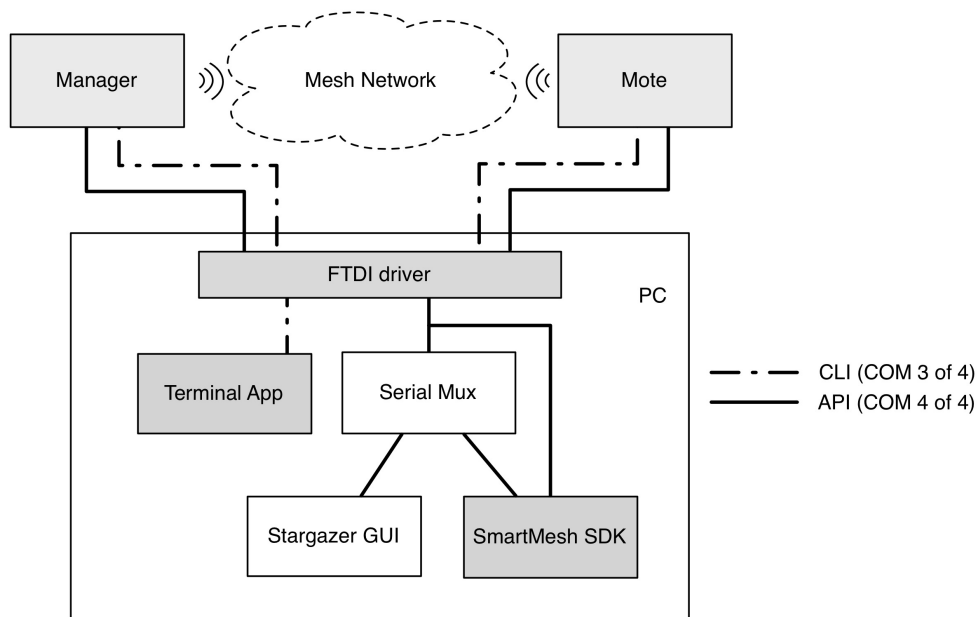 Manager
Mesh Network
Mote
FTDI driver
PC
Terminal App
Serial Mux
CLI (COM 3 of 4)
API (COM 4 of 4)
Stargazer GUI
SmartMesh SDK